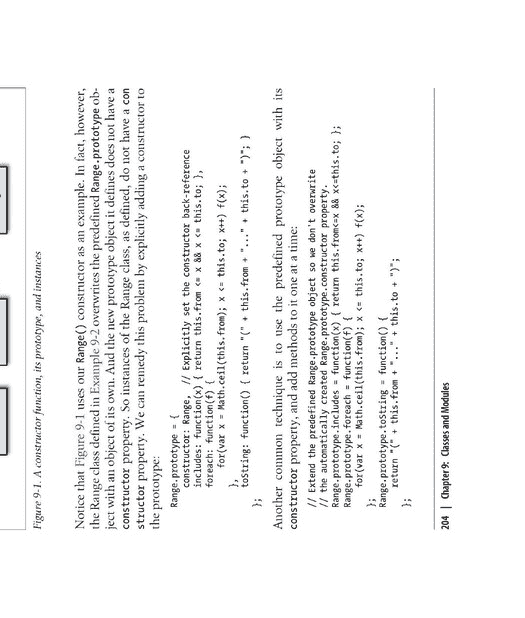 Figure 9-1. A constructor function, its prototype, and instances
Notice that Figure 9-1 uses our Range() constructor as an example. In fact, however,
the Range class defined in Example 9-2 overwrites the predefined Range.prototype ob-
ject with an object of its own. And the new prototype object it defines does not have a
constructor property. So instances of the Range class, as defined, do not have a con
structor property. We can remedy this problem by explicitly adding a constructor to
the prototype:
Range.prototype = {
constructor: Range,  // Explicitly set the constructor back-reference
includes: function(x) { return this.from <= x && x <= this.to; },
foreach: function(f) {
for(var x = Math.ceil(this.from); x <= this.to; x++) f(x);
},
toString: function() { return "(" + this.from + "..." + this.to + ")"; }
};
Another common technique is to use the predefined prototype object with its
constructor property, and add methods to it one at a time:
// Extend the predefined Range.prototype object so we don't overwrite
// the automatically created Range.prototype.constructor property.
Range.prototype.includes = function(x) { return this.from<=x && x<=this.to; };
Range.prototype.foreach = function(f) {
for(var x = Math.ceil(this.from); x <= this.to; x++) f(x);
};
Range.prototype.toString = function() {
return "(" + this.from + "..." + this.to + ")";
};
204 | Chapter 9: Classes and Modules